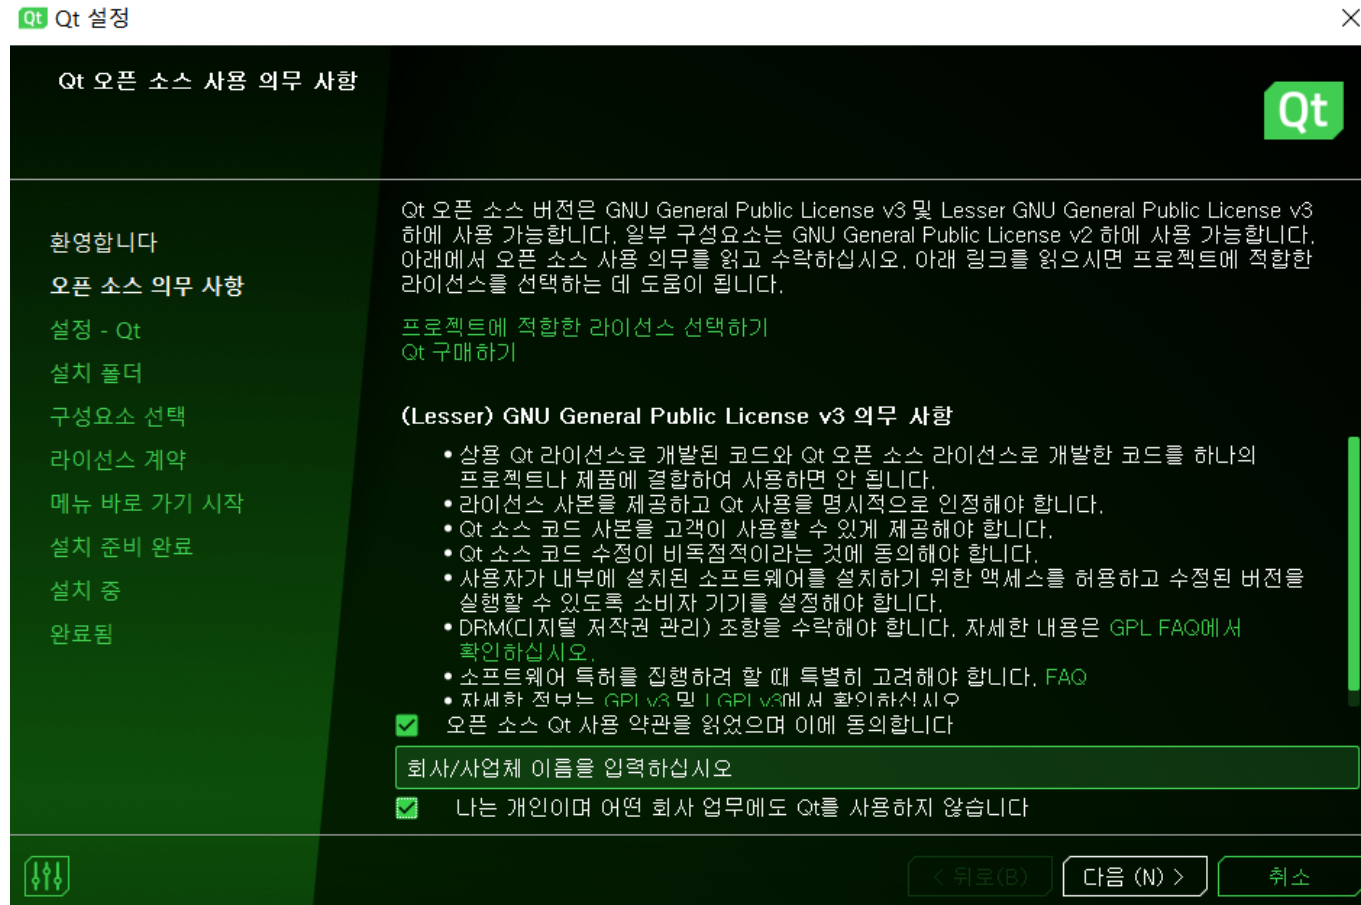 Qt Qt 설정
Qt 오픈 소스 사용 의무 사항
Qt
환영합니다
오픈 소스 의무 사항
설정 - Qt
설치 폴더
구성요소 선택
라이선스 계약
메뉴 바로 가기 시작
설치 준비 완료
설치 중
완료됨
Qt 오픈 소스 버전은 GNU General Public License v3 및 Lesser GNU General Public License v3
하에 사용 가능합니다. 일부 구성요소는 GNU General Public License v2 하에 사용 가능합니다.
아래에서 오픈 소스 사용 의무를 읽고 수락하십시오. 아래 링크를 읽으시면 프로젝트에 적합한
라이선스를 선택하는 데 도움이 됩니다.
프로젝트에 적합한 라이선스 선택하기
Qt 구매하기
(Lesser) GNU General Public License v3 의무 사항
• 상용 Qt 라이선스로 개발된 코드와 Qt 오픈 소스 라이선스로 개발한 코드를 하나의
프로젝트나 제품에 결합하여 사용하면 안 됩니다.
• 라이선스 사본을 제공하고 Qt 사용을 명시적으로 인정해야 합니다.
• Qt 소스 코드 사본을 고객이 사용할 수 있게 제공해야 합니다.
• Qt 소스 코드 수정이 비독점적이라는 것에 동의해야 합니다.
• 사용자가 내부에 설치된 소프트웨어를 설치하기 위한 액세스를 허용하고 수정된 버전을
실행할 수 있도록 소비자 기기를 설정해야 합니다.
• DRM(디지털 저작권 관리) 조항을 수락해야 합니다. 자세한 내용은 GPL FAQ에서
확인하십시오.
• 소프트웨어 특허를 집행하려 할 때 특별히 고려해야 합니다. FAQ
• 자세한 정보는 GPLv3 및 LGPLv3에서 확인하십시오
오픈 소스 Qt 사용 약관을 읽었으며 이에 동의합니다
회사/사업체 이름을 입력하십시오
나는 개인이며 어떤 회사 업무에도 Qt를 사용하지 않습니다
< 뒤로(B)
다음 (N) >
취소